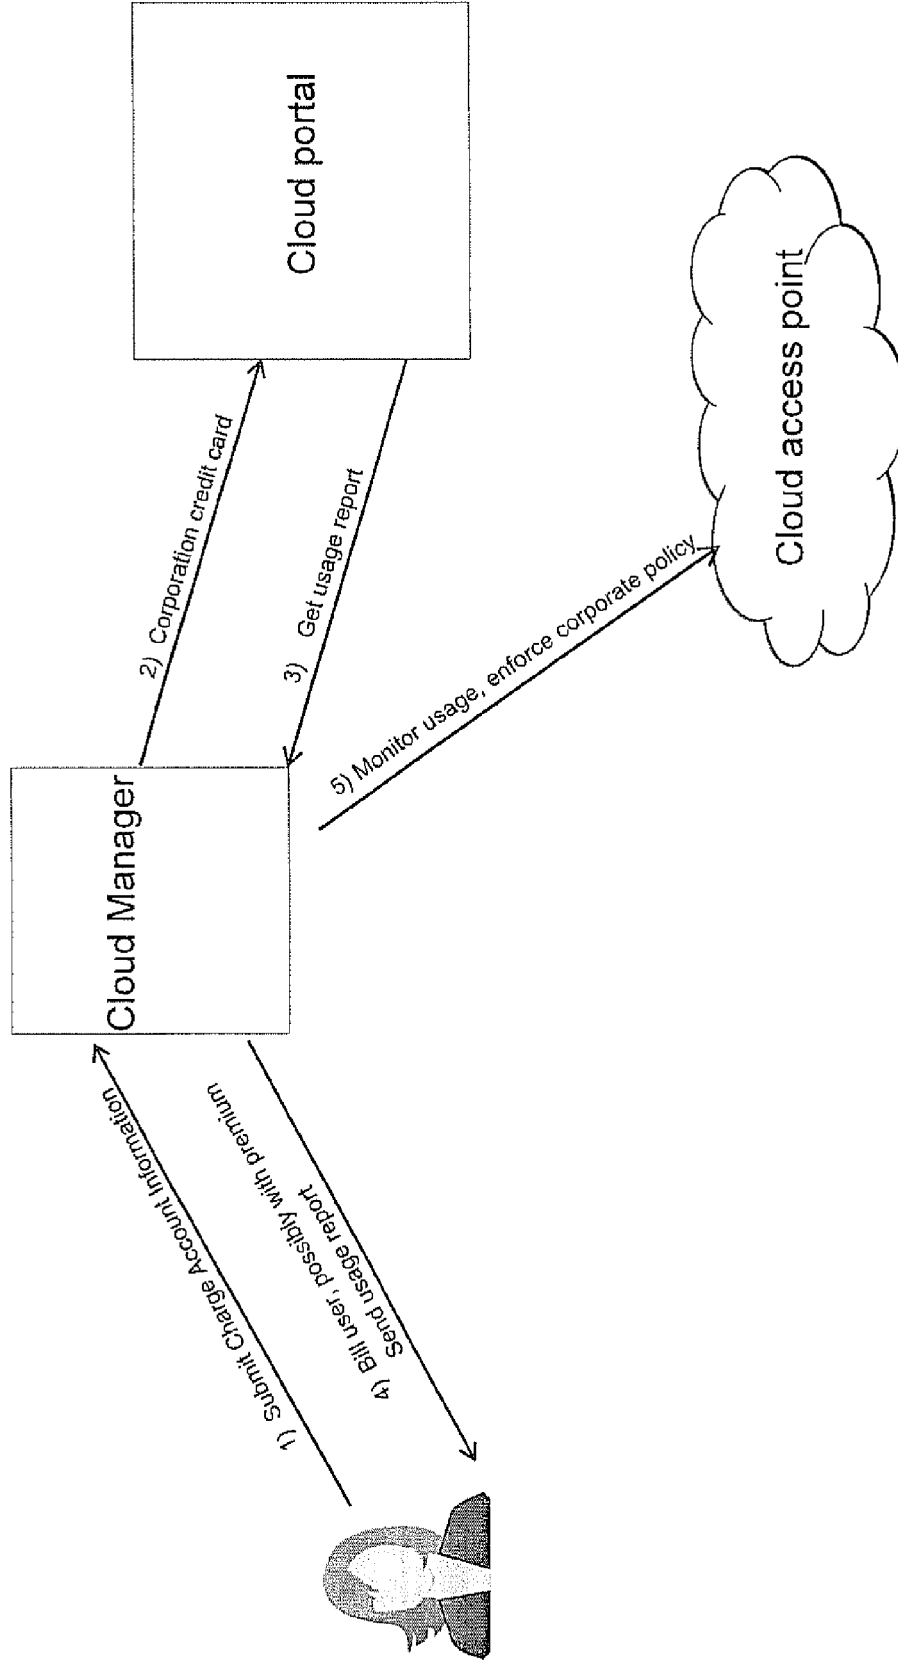 1) Submit Charge Account Information
4) Bill user, possibly with premium
Send usage report
Cloud Manager
2) Corporation credit card
3) Get usage report
5) Monitor usage, enforce corporate policy
Cloud portal
Cloud access point